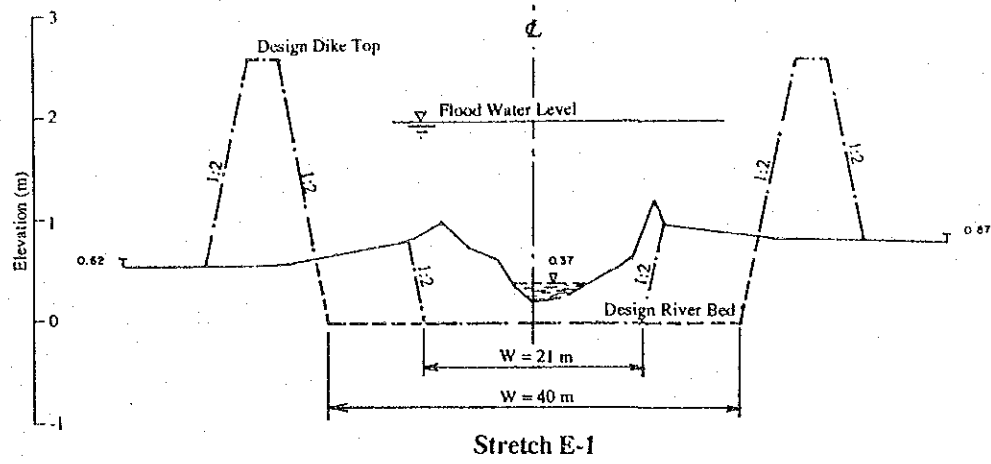 3
2
1
0
-1
Elevation (m)
Design Dike Top
℄
Flood Water Level
1:2
1:2
1:2
1:2
1:2
1:2
0.62
0.37
0.87
Design River Bed
W = 21 m
W = 40 m
Stretch E-1